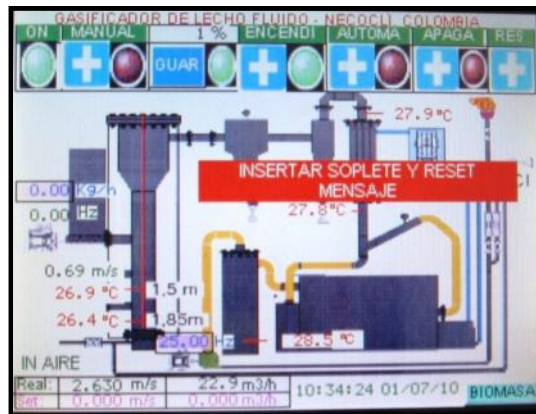 GASIFICADOR DE LECHO FLUIDO - NECOCLI, COLOMBIA
ON MANUAL 1 % ENCENDI AUTOMA APAGA RES
GUAR
27.9 °C
INSERTAR SOPLETE Y RESET
MENSAJE
0.00 Kg/h
27.8 °C
0.00 Hz
0.69 m/s
26.9 °C 1,5 m
26.4 °C 1,85m
25.00 Hz 28.5 °C
IN AIRE
Real: 2.630 m/s 22.9 m3/h 10:34:24 01/07/10 BIOMASA
Set: 0.000 m/s 0.000 m3/h